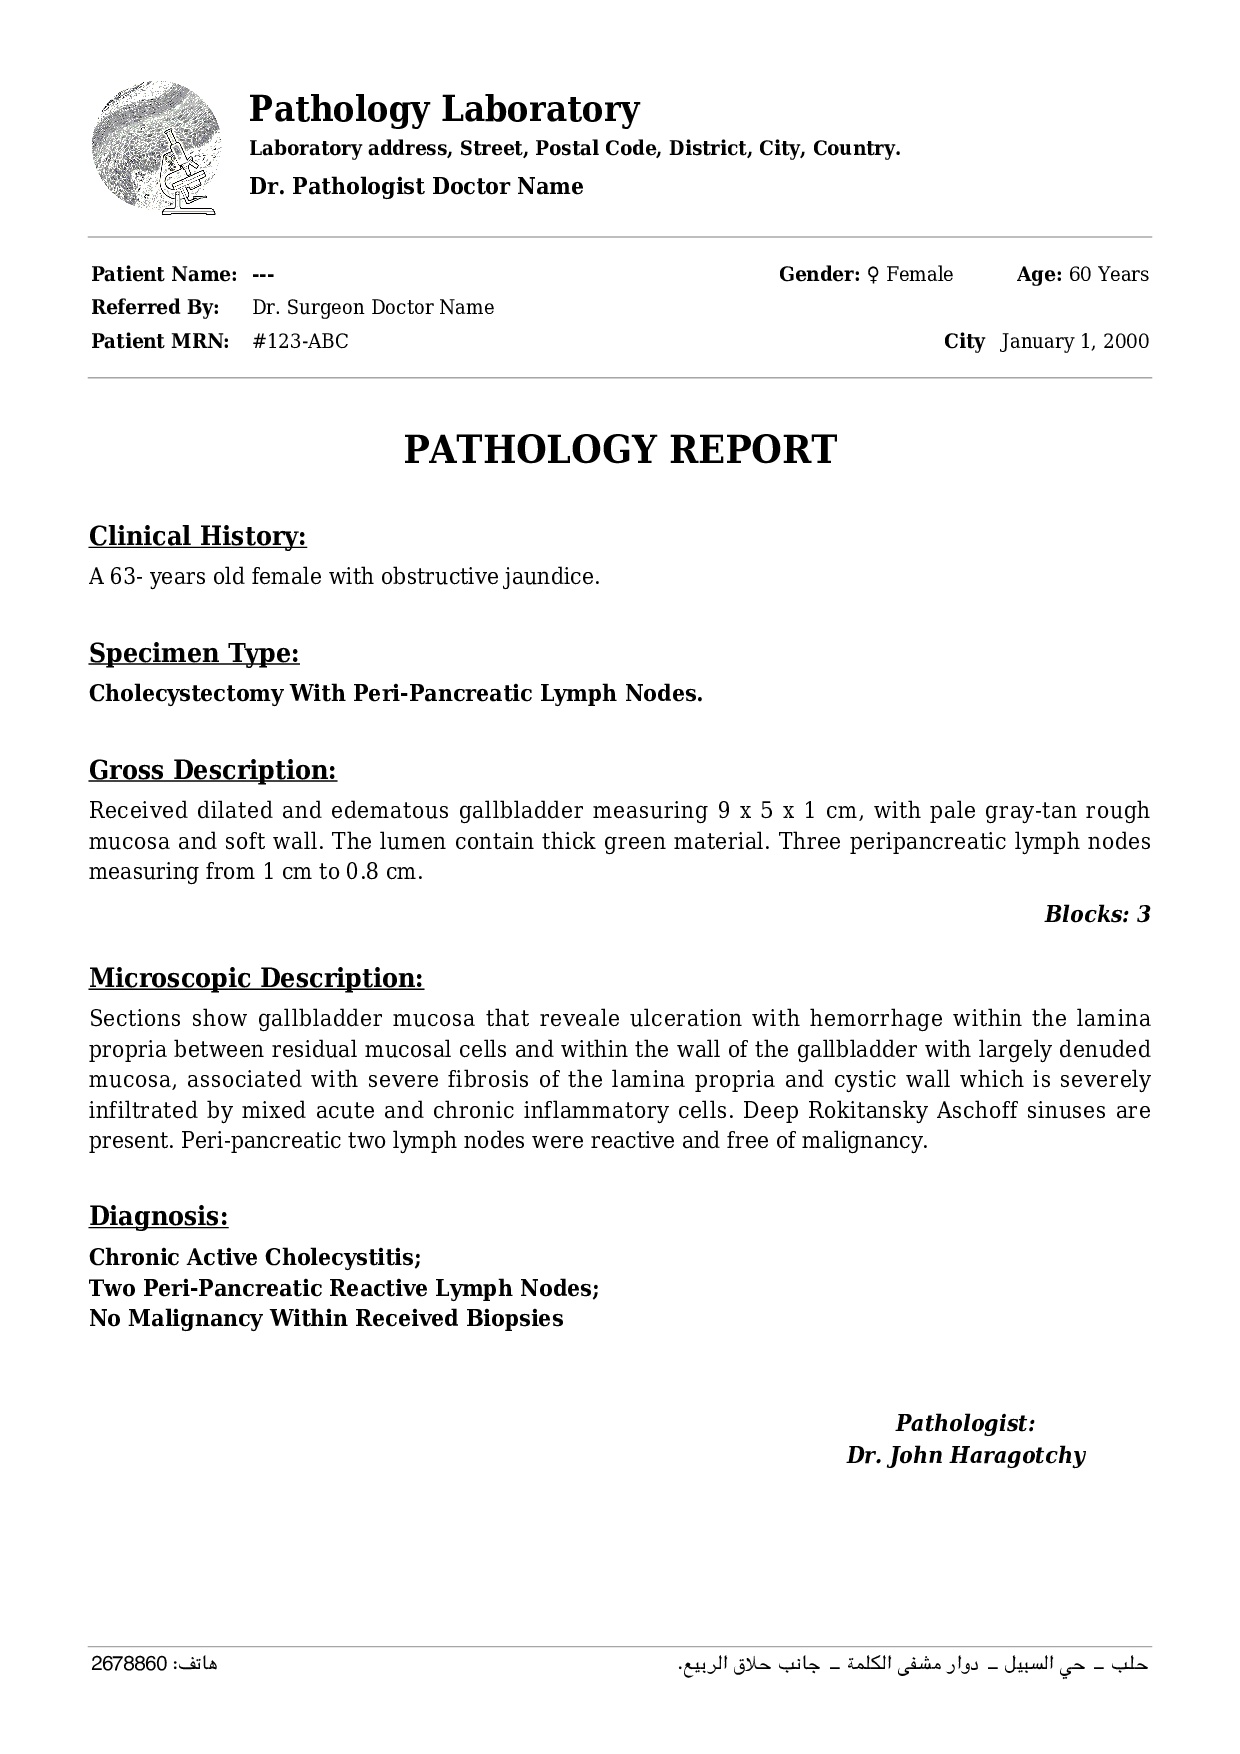 Pathology Laboratory
Laboratory address, Street, Postal Code, District, City, Country.
Dr. Pathologist Doctor Name
Patient Name: --- Gender: ♀ Female Age: 60 Years
Referred By: Dr. Surgeon Doctor Name
Patient MRN: #123-ABC City January 1, 2000
PATHOLOGY REPORT
Clinical History:
A 63- years old female with obstructive jaundice.
Specimen Type:
Cholecystectomy With Peri-Pancreatic Lymph Nodes.
Gross Description:
Received dilated and edematous gallbladder measuring 9 x 5 x 1 cm, with pale gray-tan rough
mucosa and soft wall. The lumen contain thick green material. Three peripancreatic lymph nodes
measuring from 1 cm to 0.8 cm.
Blocks: 3
Microscopic Description:
Sections show gallbladder mucosa that reveale ulceration with hemorrhage within the lamina
propria between residual mucosal cells and within the wall of the gallbladder with largely denuded
mucosa, associated with severe fibrosis of the lamina propria and cystic wall which is severely
infiltrated by mixed acute and chronic inflammatory cells. Deep Rokitansky Aschoff sinuses are
present. Peri-pancreatic two lymph nodes were reactive and free of malignancy.
Diagnosis:
Chronic Active Cholecystitis;
Two Peri-Pancreatic Reactive Lymph Nodes;
No Malignancy Within Received Biopsies
Pathologist:
Dr. John Haragotchy
حلب – حي السبيل – دوار مشفى الكلمة – جانب حلاق الربيع. هاتف: 2678860